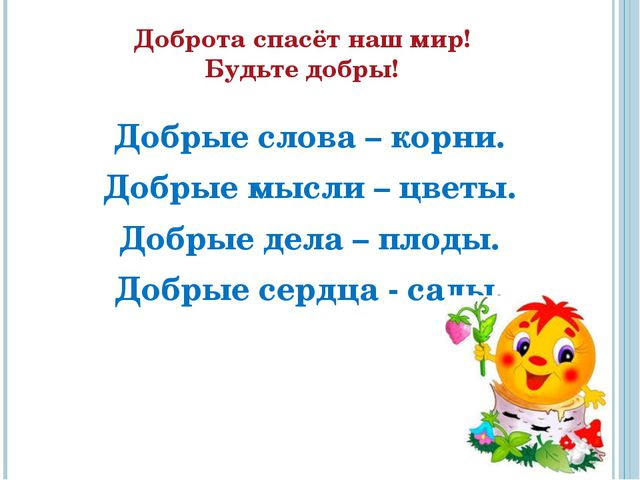 Доброта спасёт наш мир!
Будьте добры!
Добрые слова – корни.
Добрые мысли – цветы.
Добрые дела – плоды.
Добрые сердца - сады.